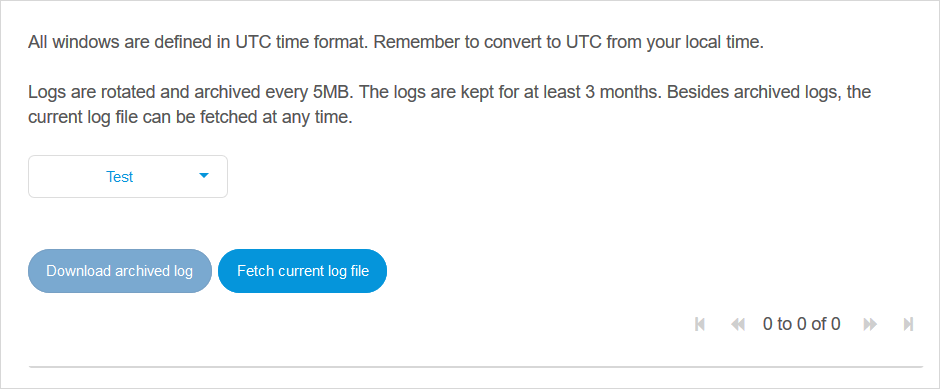 All windows are defined in UTC time format. Remember to convert to UTC from your local time.
Logs are rotated and archived every 5MB. The logs are kept for at least 3 months. Besides archived logs, the
current log file can be fetched at any time.
Test
Download archived log
Fetch current log file
0 to 0 of 0